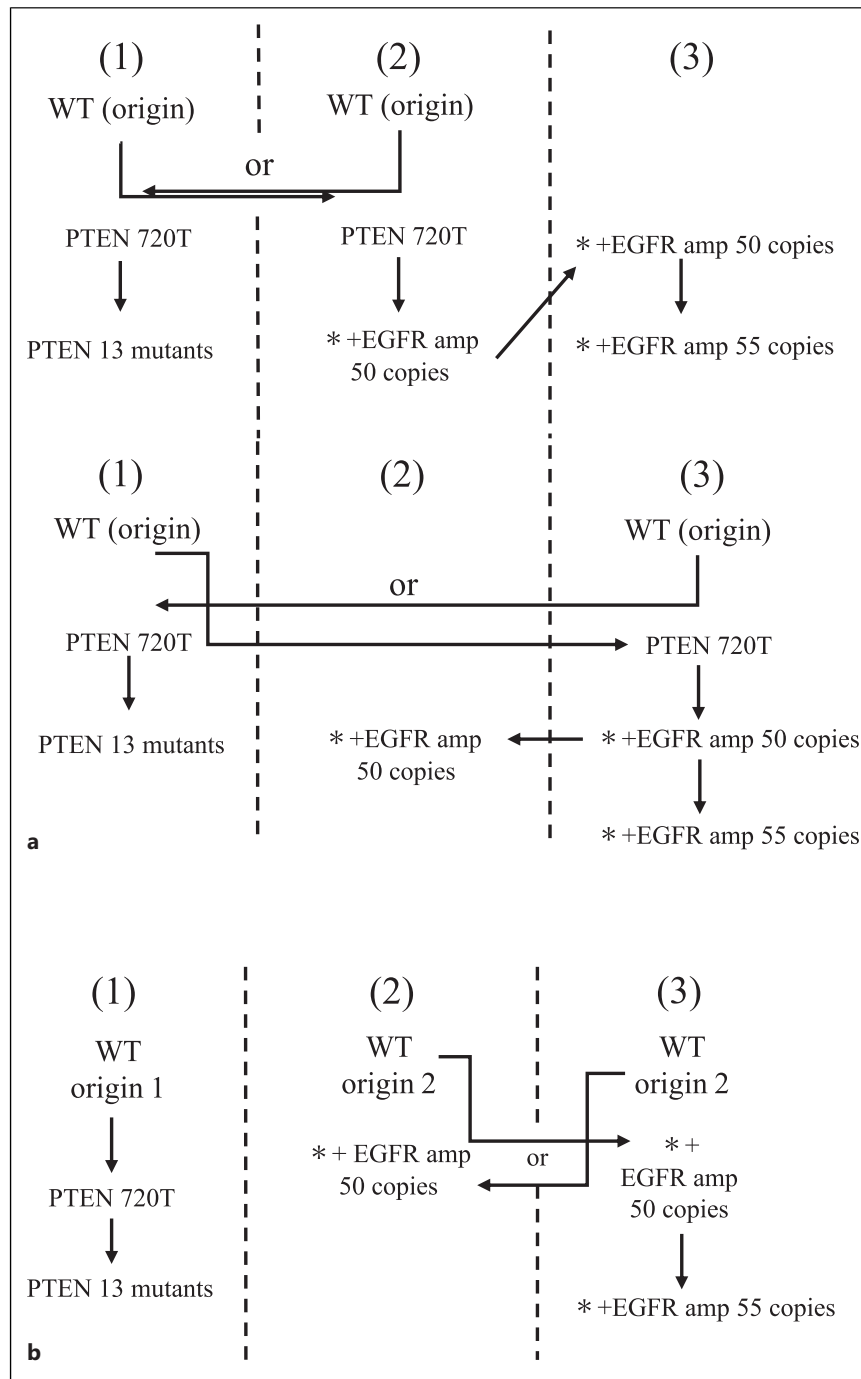 (1) (2) (3)
WT (origin) WT (origin)
or
PTEN 720T PTEN 720T *+EGFR amp 50 copies
PTEN 13 mutants *+EGFR amp *+EGFR amp 55 copies
50 copies
(1) (2) (3)
WT (origin) WT (origin)
or
PTEN 720T PTEN 720T
PTEN 13 mutants *+EGFR amp *+EGFR amp 50 copies
50 copies
*+EGFR amp 55 copies
a
(1) (2) (3)
WT WT WT
origin 1 origin 2 origin 2
*+ EGFR amp or *+
50 copies EGFR amp
PTEN 720T 50 copies
PTEN 13 mutants *+EGFR amp 55 copies
b